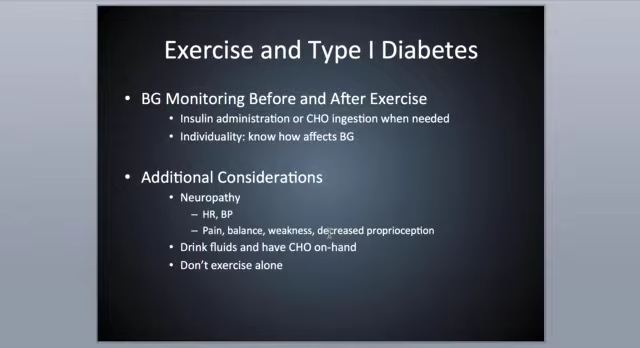 Exercise and Type I Diabetes
• BG Monitoring Before and After Exercise
• Insulin administration or CHO ingestion when needed
• Individuality: know how affects BG
• Additional Considerations
• Neuropathy
– HR, BP
– Pain, balance, weakness, decreased proprioception
• Drink fluids and have CHO on-hand
• Don't exercise alone